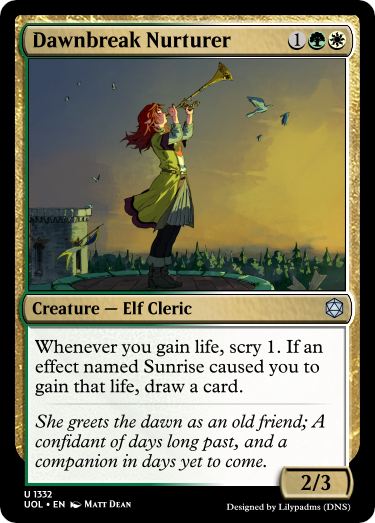 Dawnbreak Nurturer 1
Creature — Elf Cleric
Whenever you gain life, scry 1. If an
effect named Sunrise caused you to
gain that life, draw a card.
She greets the dawn as an old friend; A
confidant of days long past, and a
companion in days yet to come.
2/3
U 1332
UOL • EN Matt Dean
Designed by Lilypadms (DNS)